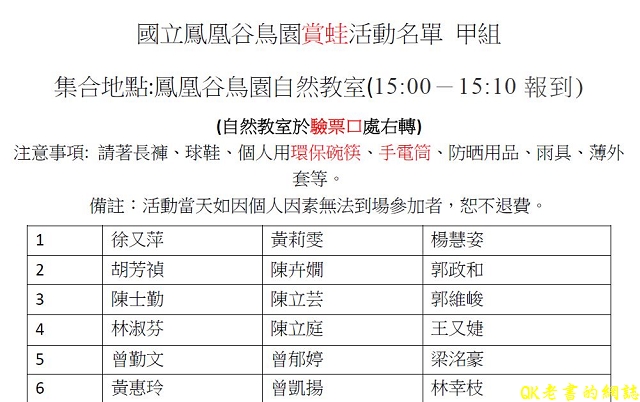 國立鳳凰谷鳥園賞蛙活動名單 甲組
集合地點:鳳凰谷鳥園自然教室(15:00－15:10 報到)
(自然教室於驗票口處右轉)
注意事項: 請著長褲、球鞋、個人用環保碗筷、手電筒、防晒用品、雨具、薄外
套等。
備註：活動當天如因個人因素無法到場參加者，恕不退費。
1 徐又萍 黃莉雯 楊慧姿
2 胡芳禎 陳卉嫺 郭政和
3 陳士勤 陳立芸 郭維峻
4 林淑芬 陳立庭 王又婕
5 曾勤文 曾郁婷 梁洺豪
6 黃惠玲 曾凱揚 林幸枝
OK老書的網誌